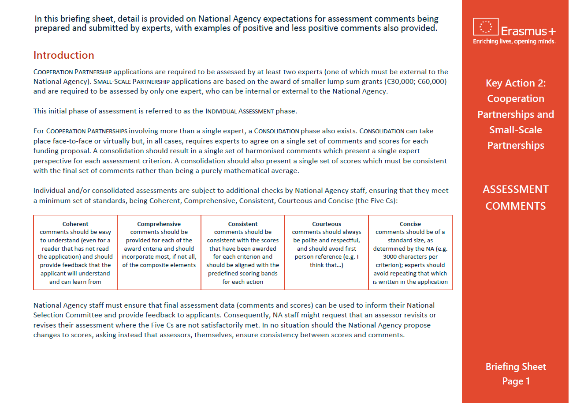 In this briefing sheet, detail is provided on National Agency expectations for assessment comments being
prepared and submitted by experts, with examples of positive and less positive comments also provided.
Introduction
COOPERATION PARTNERSHIP applications are required to be assessed by at least two experts (one of which must be external to the
National Agency). SMALL-SCALE PARTNERSHIP applications are based on the award of smaller lump sum grants (€30,000; €60,000)
and are required to be assessed by only one expert, who can be internal or external to the National Agency.
This initial phase of assessment is referred to as the INDIVIDUAL ASSESSMENT phase.
For COOPERATION PARTNERSHIPS involving more than a single expert, a CONSOLIDATION phase also exists. CONSOLIDATION can take
place face-to-face or virtually but, in all cases, requires experts to agree on a single set of comments and scores for each
funding proposal. A consolidation should result in a single set of harmonised comments which present a single expert
perspective for each assessment criterion. A consolidation should also present a single set of scores which must be consistent
with the final set of comments rather than being a purely mathematical average.
Individual and/or consolidated assessments are subject to additional checks by National Agency staff, ensuring that they meet
a minimum set of standards, being Coherent, Comprehensive, Consistent, Courteous and Concise (the Five Cs):
Coherent
comments should be easy
to understand (even for a
reader that has not read
the application) and should
provide feedback that the
applicant will understand
and can learn from
Comprehensive
comments should be
provided for each of the
award criteria and should
incorporate most, if not all,
of the composite elements
Consistent
comments should be
consistent with the scores
that have been awarded
for each criterion and
should be aligned with the
predefined scoring bands
for each action
Courteous
comments should always
be polite and respectful,
and should avoid first
person reference (e.g. I
think that...)
Concise
comments should be of a
standard size, as
determined by the NA (e.g.
3000 characters per
criterion); experts should
avoid repeating that which
is written in the application
National Agency staff must ensure that final assessment data (comments and scores) can be used to inform their National
Selection Committee and provide feedback to applicants. Consequently, NA staff might request that an assessor revisits or
revises their assessment where the Five Cs are not satisfactorily met. In no situation should the National Agency propose
changes to scores, asking instead that assessors, themselves, ensure consistency between scores and comments.
Erasmus+
Enriching lives, opening minds.
Key Action 2:
Cooperation
Partnerships and
Small-Scale
Partnerships
ASSESSMENT
COMMENTS
Briefing Sheet
Page 1